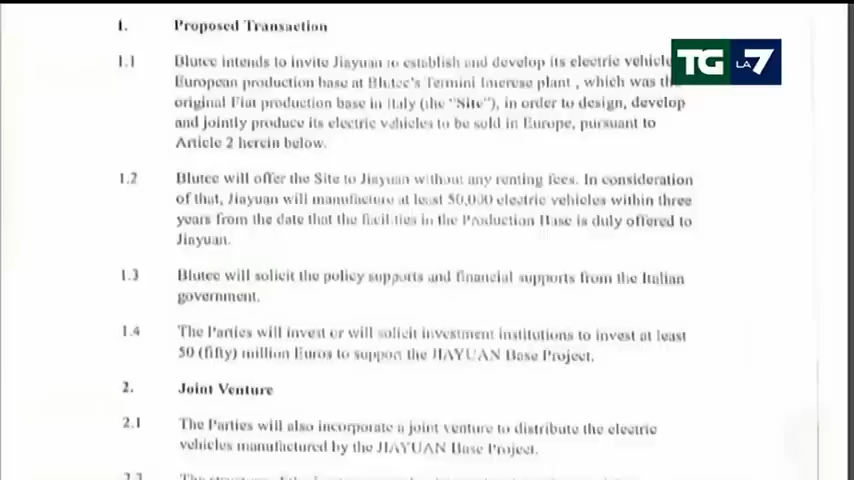 TG LA 7
1. Proposed Transaction
1.1 Blutec intends to invite Jiayuan to establish and develop its electric vehicle
European production base at Blutec's Termini Imerese plant , which was the
original Fiat production base in Italy (the "Site"), in order to design, develop
and jointly produce its electric vehicles to be sold in Europe, pursuant to
Article 2 herein below.
1.2 Blutec will offer the Site to Jiayuan without any renting fees. In consideration
of that, Jiayuan will manufacture at least 50,000 electric vehicles within three
years from the date that the facilities in the Production Base is duly offered to
Jiayuan.
1.3 Blutec will solicit the policy supports and financial supports from the Italian
government.
1.4 The Parties will invest or will solicit investment institutions to invest at least
50 (fifty) million Euros to support the JIAYUAN Base Project.
2. Joint Venture
2.1 The Parties will also incorporate a joint venture to distribute the electric
vehicles manufactured by the JIAYUAN Base Project.